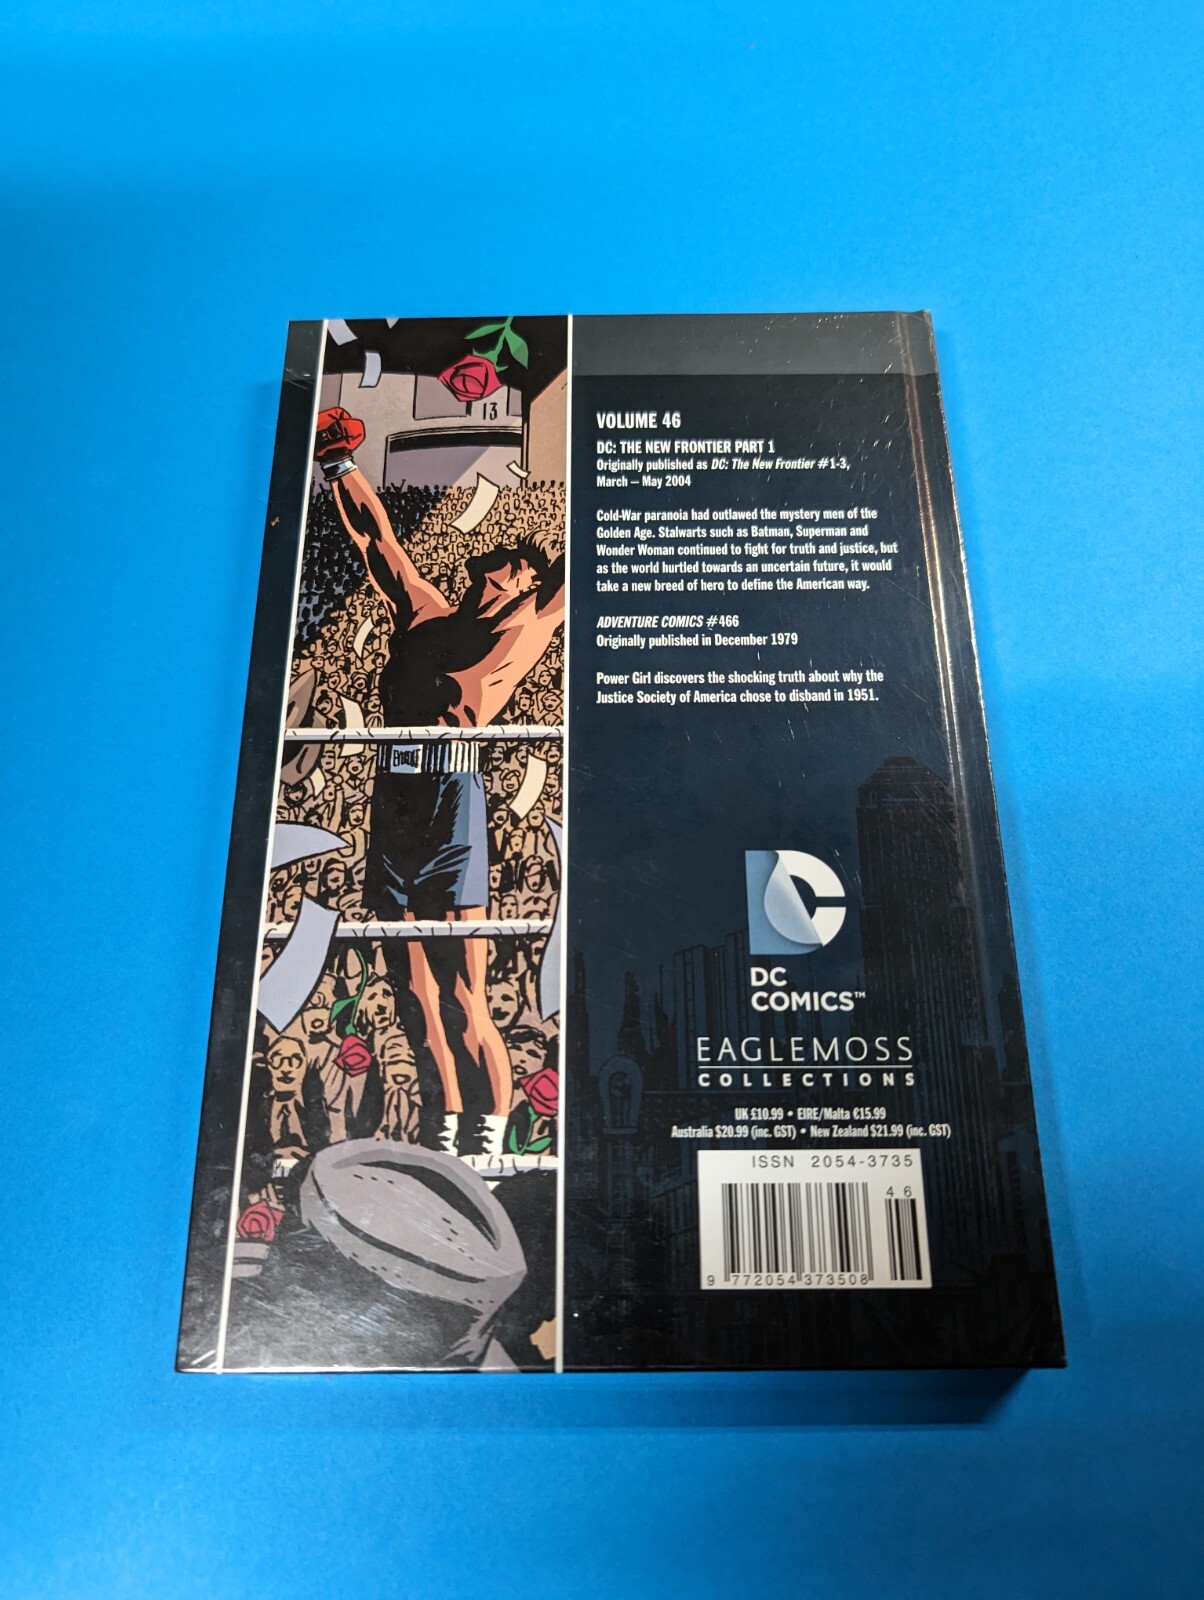 13
VOLUME 46
DC: THE NEW FRONTIER PART 1
Originally published as DC: The New Frontier #1-3,
March – May 2004
Cold-War paranoia had outlawed the mystery men of the
Golden Age. Stalwarts such as Batman, Superman and
Wonder Woman continued to fight for truth and justice, but
as the world hurtled towards an uncertain future, it would
take a new breed of hero to define the American way.
ADVENTURE COMICS #466
Originally published in December 1979
Power Girl discovers the shocking truth about why the
Justice Society of America chose to disband in 1951.
EVERLAST
DC
DC
COMICS™
EAGLEMOSS
COLLECTIONS
UK £10.99 • EIRE/Malta €15.99
Australia $20.99 (inc. GST) • New Zealand $21.99 (inc. GST)
ISSN 2054-3735
46
9 772054 373508